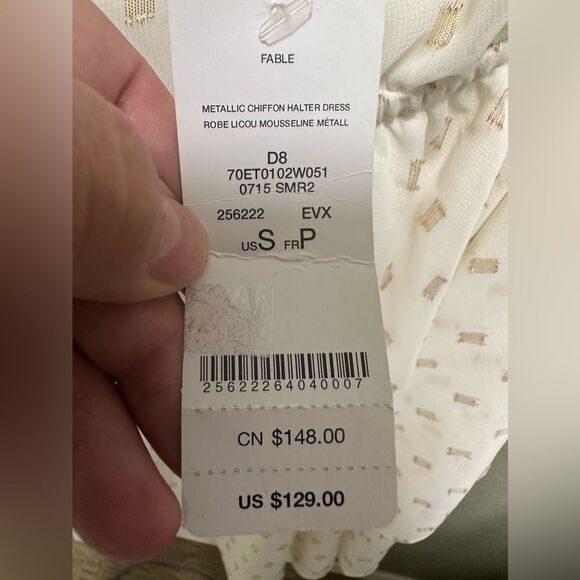 FABLE
METALLIC CHIFFON HALTER DRESS
ROBE LICOU MOUSSELINE MÉTALL
D8
70ET0102W051
0715 SMR2
256222 EVX
US S FR P
25622264040007
CN $148.00
US $129.00